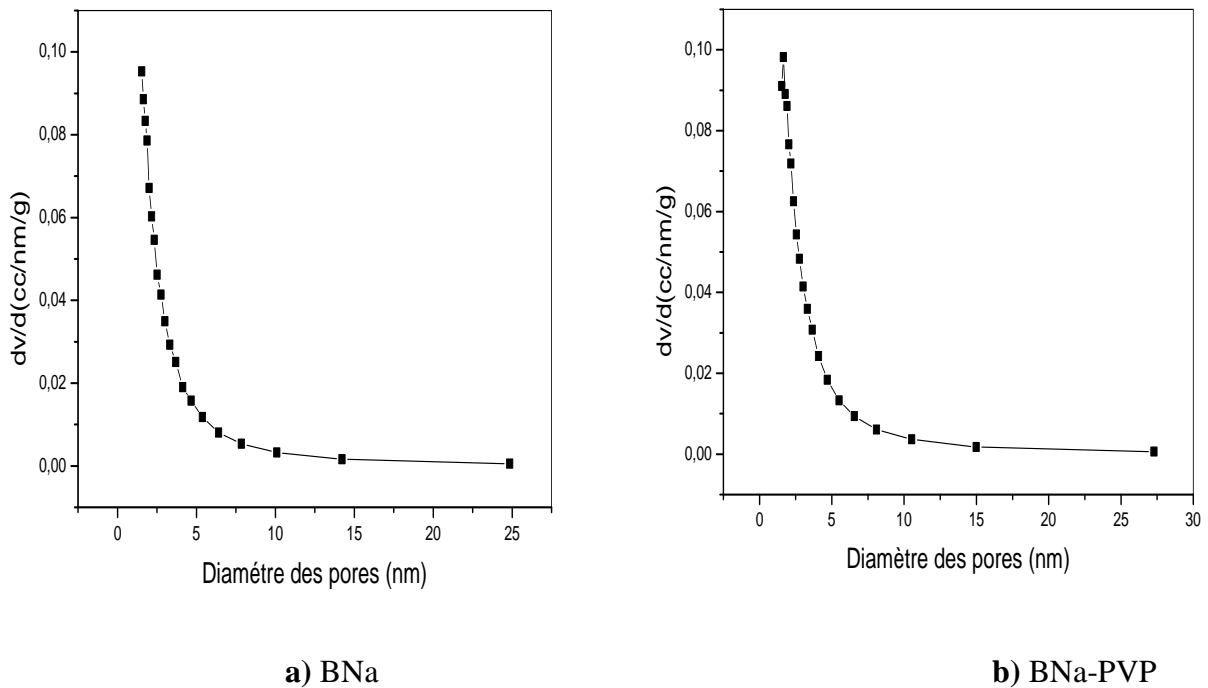 0,10
0,08
0,06
0,04
0,02
0,00
dv/d(cc/nm/g)
0 5 10 15 20 25
Diamétre des pores (nm)
a) BNa
0,10
0,08
0,06
0,04
0,02
0,00
dv/d(cc/nm/g)
0 5 10 15 20 25 30
Diamètre des pores (nm)
b) BNa-PVP